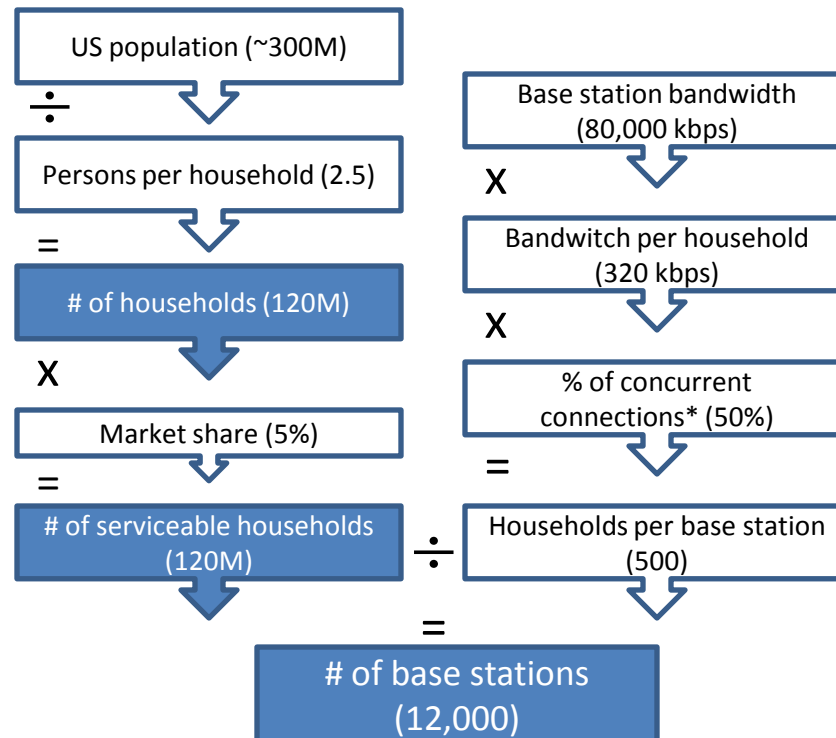 US population (~300M)
÷
Persons per household (2.5)
=
# of households (120M)
X
Market share (5%)
=
# of serviceable households
(120M)
÷
Base station bandwidth
(80,000 kbps)
X
Bandwitch per household
(320 kbps)
X
% of concurrent
connections* (50%)
=
Households per base station
(500)
=
# of base stations
(12,000)